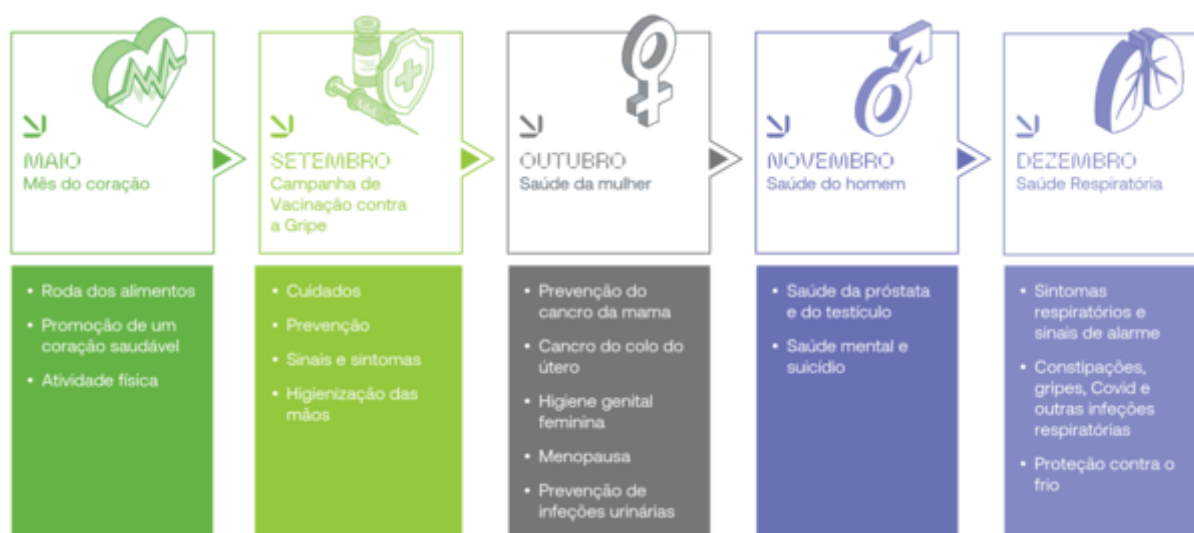 MAIO
Mês do coração
SETEMBRO
Campanha de
Vacinação contra
a Gripe
OUTUBRO
Saúde da mulher
NOVEMBRO
Saúde do homem
DEZEMBRO
Saúde Respiratória
• Roda dos alimentos
• Promoção de um
coração saudável
• Atividade física
• Cuidados
• Prevenção
• Sinais e sintomas
• Higienização das
mãos
• Prevenção do
cancro da mama
• Cancro do colo do
útero
• Higiene genital
feminina
• Menopausa
• Prevenção de
infeções urinárias
• Saúde da próstata
e do testículo
• Saúde mental e
suicídio
• Sintomas
respiratórios e
sinais de alarme
• Constipações,
gripes, Covid e
outras infeções
respiratórias
• Proteção contra o
frio